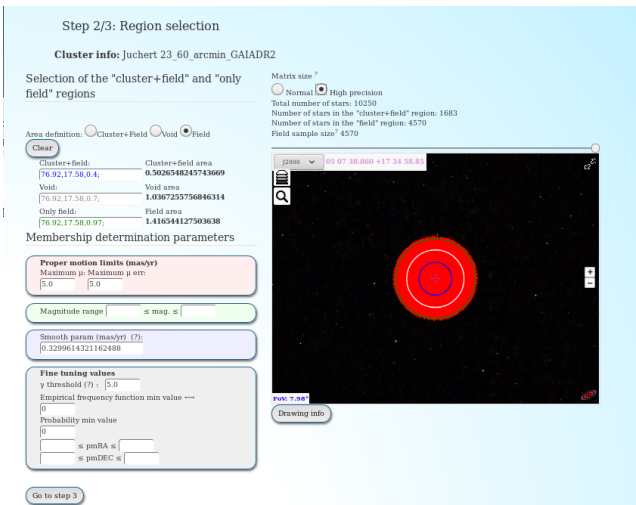 Step 2/3: Region selection
Cluster info: Juchert 23_60_arcmin_GAIADR2
Selection of the "cluster+field" and "only
field" regions
Area definition: Cluster+Field Void Field
Clear
Cluster+field: Cluster+field area
76.92,17.58,0.4; 0.5026548245743669
Void: Void area
76.92,17.58,0.7; 1.0367255756846314
Only field: Field area
76.92,17.58,0.97; 1.416544127503638
Membership determination parameters
Proper motion limits (mas/yr)
Maximum μ: Maximum μ err:
5.0 5.0
Magnitude range ≤ mag. ≤
Smooth param (mas/yr) (?):
0.3299614321162488
Fine tuning values
γ threshold (?) : 5.0
Empirical frequency function min value ⟷
0
Probability min value
0
≤ pmRA ≤
≤ pmDEC ≤
Go to step 3
Matrix size ?
Normal High precision
Total number of stars: 10250
Number of stars in the "cluster+field" region: 1683
Number of stars in the "field" region: 4570
Field sample size? 4570
J2000 05 07 38.860 +17 34 58.85
+
−
FoV: 7.98°
Drawing info